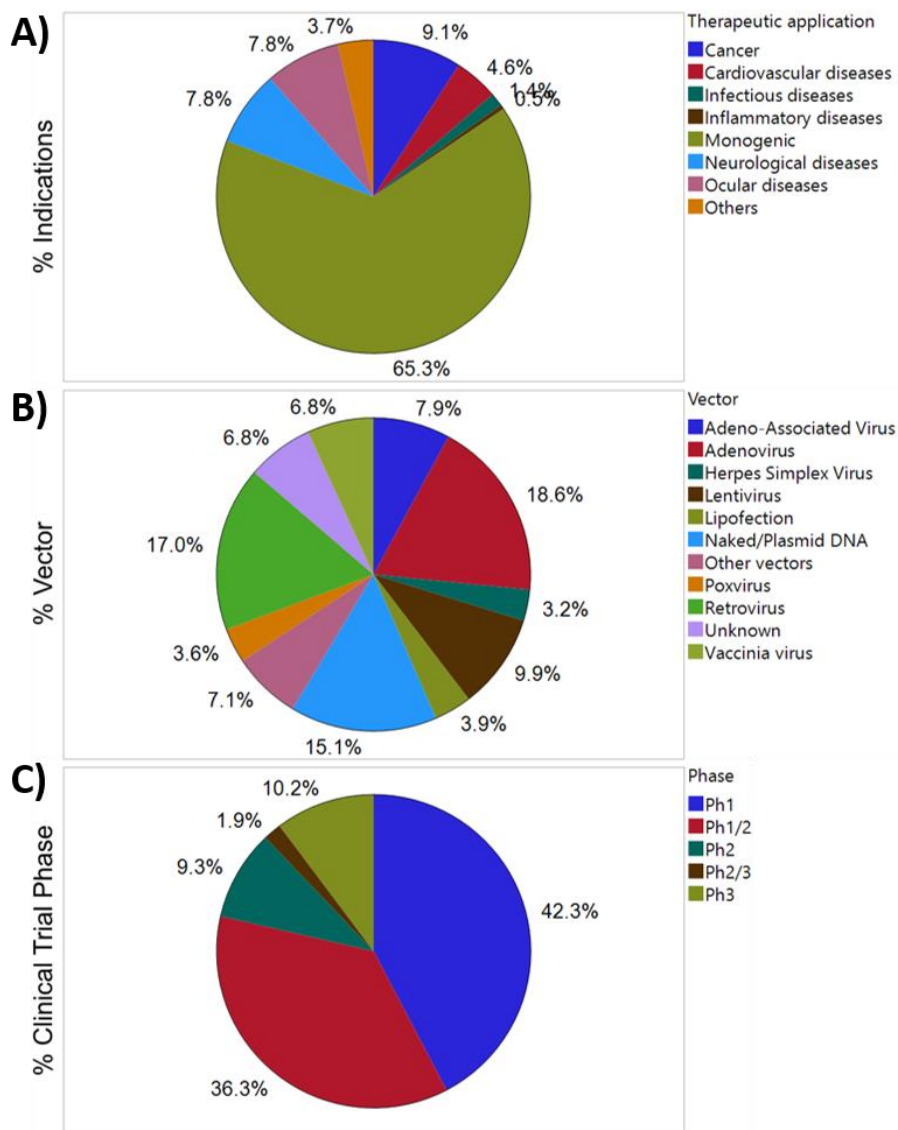 A)
% Indications
3.7%
9.1%
7.8%
4.6%
1.4%
0.5%
7.8%
65.3%
Therapeutic application
Cancer
Cardiovascular diseases
Infectious diseases
Inflammatory diseases
Monogenic
Neurological diseases
Ocular diseases
Others
B)
% Vector
6.8%
7.9%
6.8%
18.6%
17.0%
3.2%
3.6%
9.9%
7.1%
3.9%
15.1%
Vector
Adeno-Associated Virus
Adenovirus
Herpes Simplex Virus
Lentivirus
Lipofection
Naked/Plasmid DNA
Other vectors
Poxvirus
Retrovirus
Unknown
Vaccinia virus
C)
% Clinical Trial Phase
10.2%
1.9%
9.3%
42.3%
36.3%
Phase
Ph1
Ph1/2
Ph2
Ph2/3
Ph3